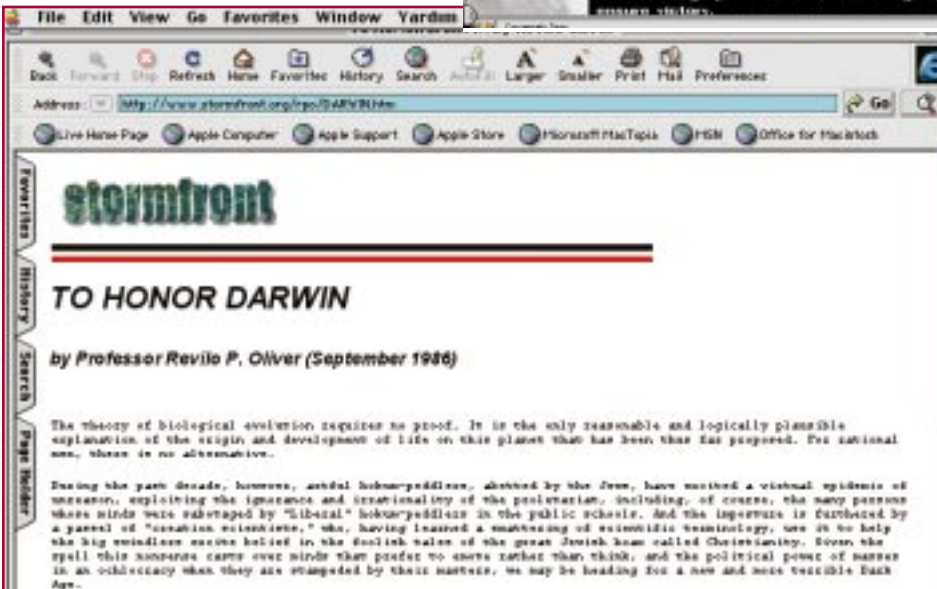 ensure victory.
File Edit View Go Favorites Window Yardım
Back Forward Stop Refresh Home Favorites History Search AutoFill Larger Smaller Print Mail Preferences
Address: http://www.stormfront.org/rpo/DARWIN.htm Go
Live Home Page Apple Computer Apple Support Apple Store Microsoft MacTopia MSN Office for Macintosh
Favorites
History
Search
Page Holder
stormfront
TO HONOR DARWIN
by Professor Revilo P. Oliver (September 1986)
The theory of biological evolution requires no proof. It is the only reasonable and logically plausible
explanation of the origin and development of life on this planet that has been thus far proposed. For rational
men, there is no alternative.
During the past decade, however, artful hokum-peddlers, abetted by the Jews, have excited a virtual epidemic of
unreason, exploiting the ignorance and irrationality of the proletariat, including, of course, the many persons
whose minds were sabotaged by "Liberal" hokum-peddlers in the public schools. And the imposture is furthered by
a parcel of "creation scientists," who, having learned a smattering of scientific terminology, use it to help
the big swindlers excite belief in the foolish tales of the great Jewish hoax called Christianity. Given the
spell this nonsense casts over minds that prefer to emote rather than think, and the political power of masses
in an ochlocracy when they are stampeded by their masters, we may be heading for a new and more terrible Dark
Age.